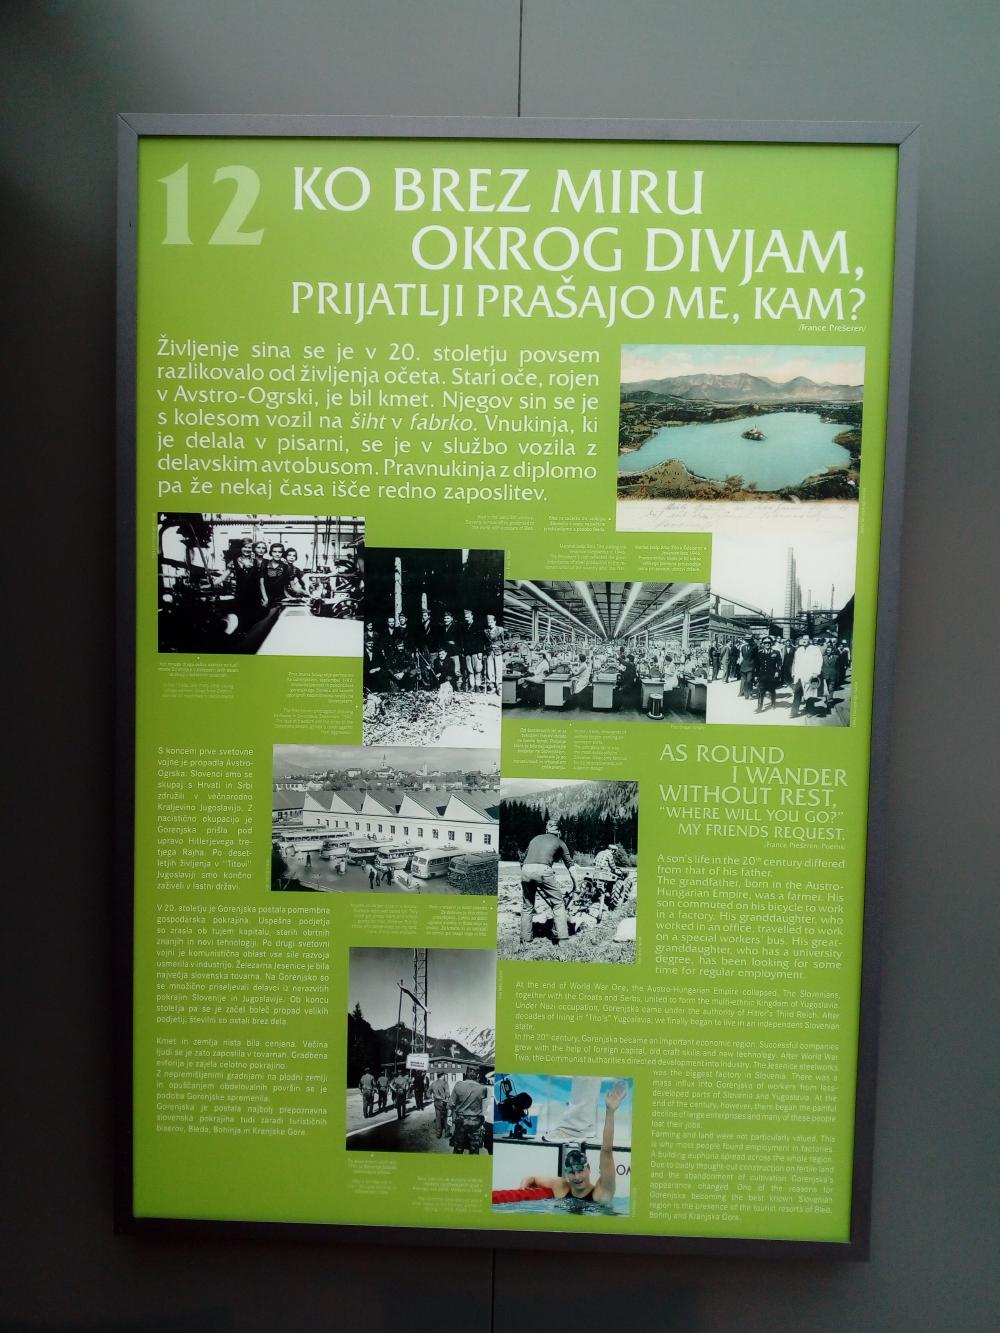 12
KO BREZ MIRU
OKROG DIVJAM,
PRIJATLJI PRAŠAJO ME, KAM?
/France Prešeren/
Življenje sina se je v 20. stoletju povsem
razlikovalo od življenja očeta. Stari oče, rojen
v Avstro-Ogrski, je bil kmet. Njegov sin se je
s kolesom vozil na šiht v fabrko. Vnukinja, ki
je delala v pisarni, se je v službo vozila z
delavskim avtobusom. Pravnukinja z diplomo
pa že nekaj časa išče redno zaposlitev.
S koncem prve svetovne
vojne je propadla Avstro-
Ogrska. Slovenci smo se
skupaj s Hrvati in Srbi
združili v večnarodno
Kraljevino Jugoslavijo. Z
nacistično okupacijo je
Gorenjska prišla pod
upravo Hitlerjevega tre-
tjega Rajha. Po deset-
letjih življenja v "Titovi"
Jugoslaviji smo končno
zaživeli v lastni državi.
V 20. stoletju je Gorenjska postala pomembna
gospodarska pokrajina. Uspešna podjetja
so zrasla ob tujem kapitalu, starih obrtnih
znanjih in novi tehnologiji. Po drugi svetovni
vojni je komunistična oblast vse sile razvoja
usmerila v industrijo. Železarna Jesenice je bila
največja slovenska tovarna. Na Gorenjsko so
se množično priseljevali delavci iz nerazvitih
pokrajin Slovenije in Jugoslavije. Ob koncu
stoletja pa se je začel boleč propad velikih
podjetij, številni so ostali brez dela.
Kmet in zemlja nista bila cenjena. Večina
ljudi se je zato zaposlila v tovarnah. Gradbena
evforija je zajela celotno pokrajino.
Z nepremišljenimi gradnjami na plodni zemlji
in opuščanjem obdelovalnih površin se je
podoba Gorenjske spremenila.
Gorenjska je postala najbolj prepoznavna
slovenska pokrajina tudi zaradi turističnih
biserov, Bleda, Bohinja in Kranjske Gore.
AS ROUND
I WANDER
WITHOUT REST,
"WHERE WILL YOU GO?"
MY FRIENDS REQUEST.
/France Prešeren, Poems/
A son's life in the 20th century differed
from that of his father.
The grandfather, born in the Austro-
Hungarian Empire, was a farmer. His
son commuted on his bicycle to work
in a factory. His granddaughter, who
worked in an office, travelled to work
on a special workers' bus. His great-
granddaughter, who has a university
degree, has been looking for some
time for regular employment.
At the end of World War One, the Austro-Hungarian Empire collapsed. The Slovenians,
together with the Croats and Serbs, united to form the multi-ethnic Kingdom of Yugoslavia.
Under Nazi occupation, Gorenjska came under the authority of Hitler's Third Reich. After
decades of living in "Tito's" Yugoslavia, we finally began to live in an independent Slovenian
state.
In the 20th century, Gorenjska became an important economic region. Successful companies
grew with the help of foreign capital, old craft skills and new technology. After World War
Two, the Communist authorities directed development into industry. The Jesenice steelworks
was the biggest factory in Slovenia. There was a
mass influx into Gorenjska of workers from less-
developed parts of Slovenia and Yugoslavia. At the
end of the century, however, them began the painful
decline of large enterprises and many of these people
lost their jobs.
Farming and land were not particularly valued. This
is why most people found employment in factories.
A building euphoria spread across the whole region.
Due to badly thought-out construction on fertile land
and the abandonment of cultivation Gorenjska's
appearance changed. One of the reasons for
Gorenjska becoming the best known Slovenian
region is the presence of the tourist resorts of Bled,
Bohinj and Kranjska Gora.